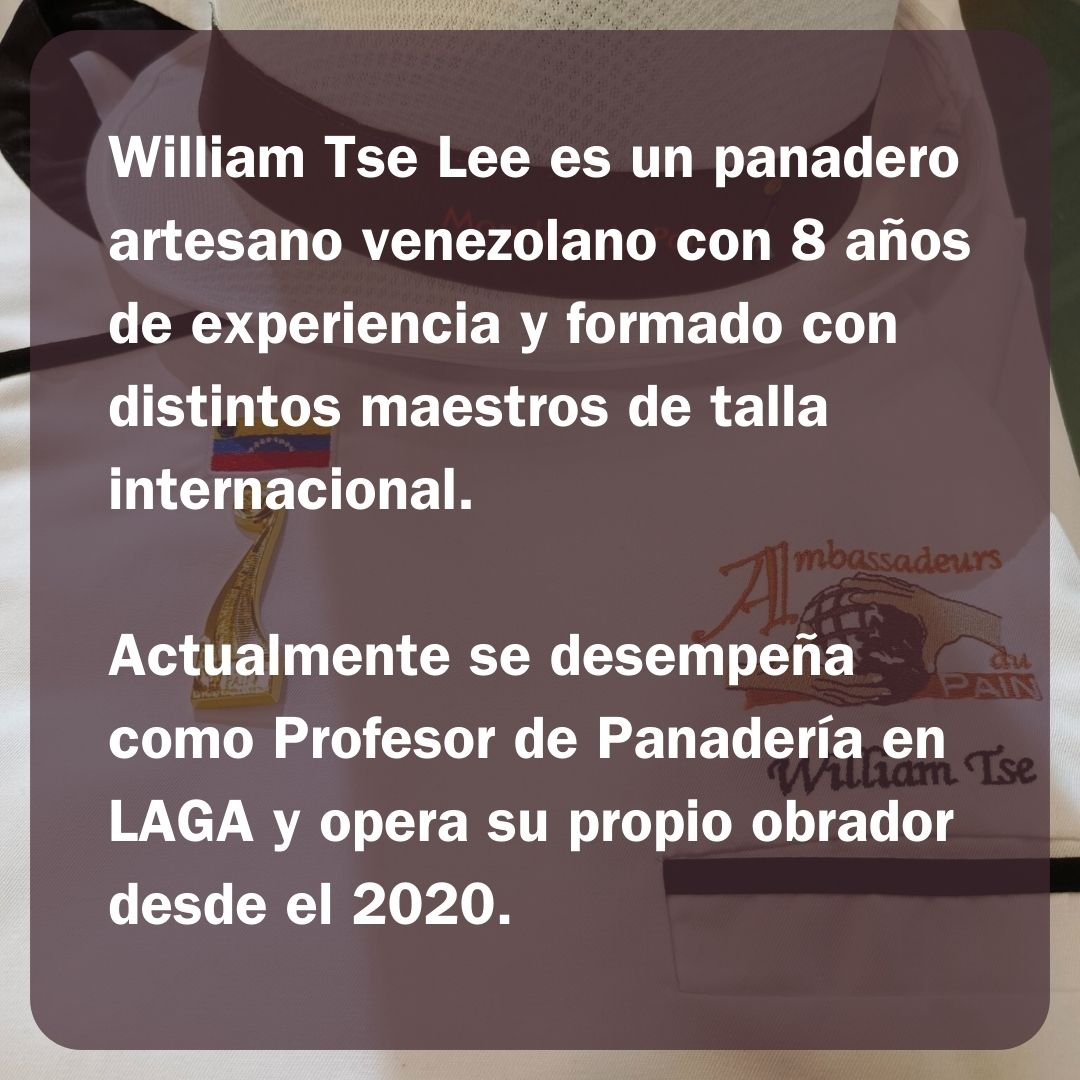 William Tse Lee es un panadero
artesano venezolano con 8 años
de experiencia y formado con
distintos maestros de talla
internacional.
Actualmente se desempeña
como Profesor de Panadería en
LAGA y opera su propio obrador
desde el 2020.
Ambassadeurs
du
PAIN
William Tse